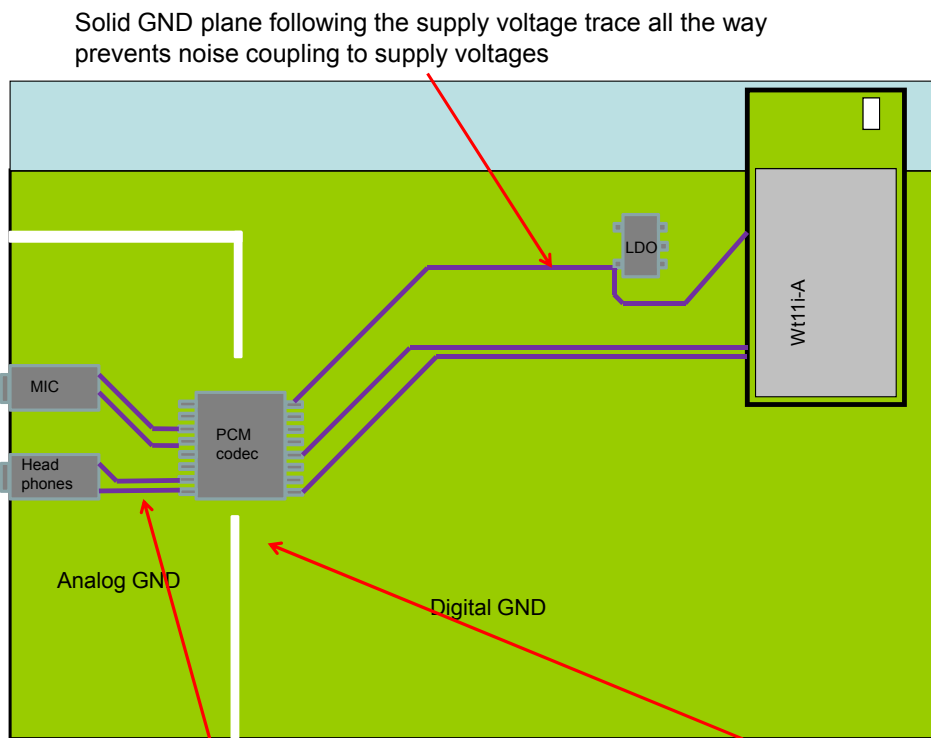 Solid GND plane following the supply voltage trace all the way
prevents noise coupling to supply voltages
LDO
Wt11i-A
MIC
PCM
codec
Head
phones
Analog GND
Digital GND